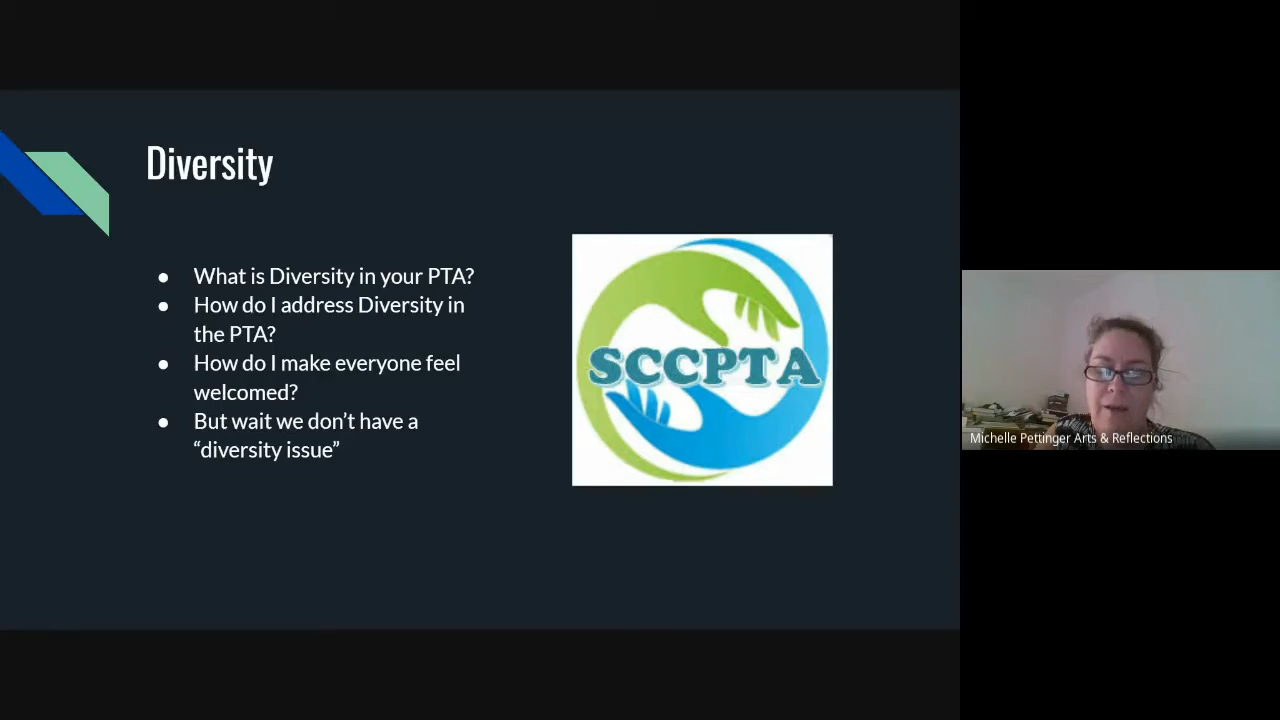 Diversity
● What is Diversity in your PTA?
● How do I address Diversity in
the PTA?
● How do I make everyone feel
welcomed?
● But wait we don’t have a
“diversity issue”
SCCPTA
Michelle Pettinger Arts & Reflections